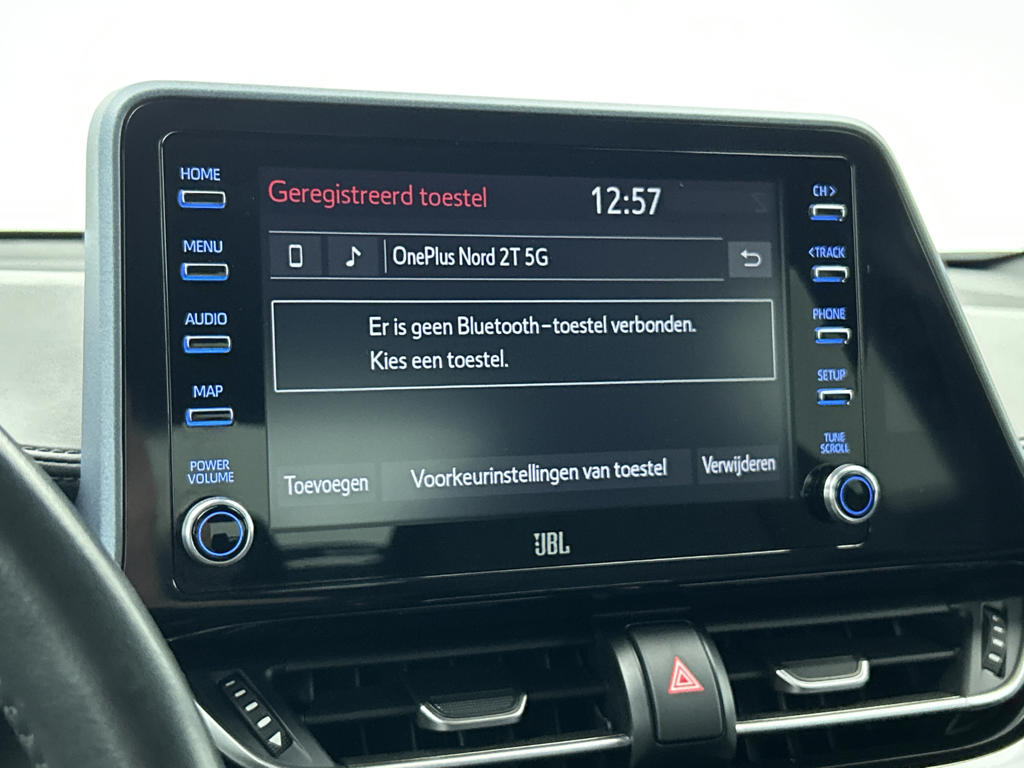 HOME
MENU
AUDIO
MAP
POWER
VOLUME
Geregistreerd toestel
12:57
OnePlus Nord 2T 5G
Er is geen Bluetooth-toestel verbonden.
Kies een toestel.
Toevoegen
Voorkeurinstellingen van toestel
Verwijderen
JBL
CH>
<TRACK
PHONE
SETUP
TUNE
SCROLL